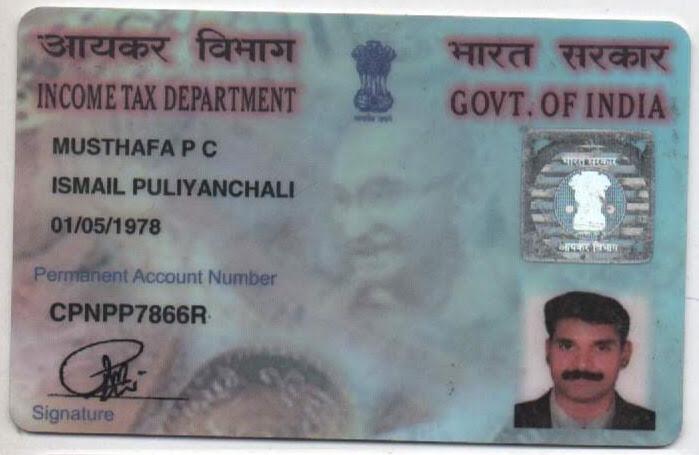 आयकर विभाग
भारत सरकार
INCOME TAX DEPARTMENT
GOVT. OF INDIA
MUSTHAFA P C
ISMAIL PULIYANCHALI
01/05/1978
भारत सरकार
आयकर विभाग
Permanent Account Number
CPNPP7866R
Signature